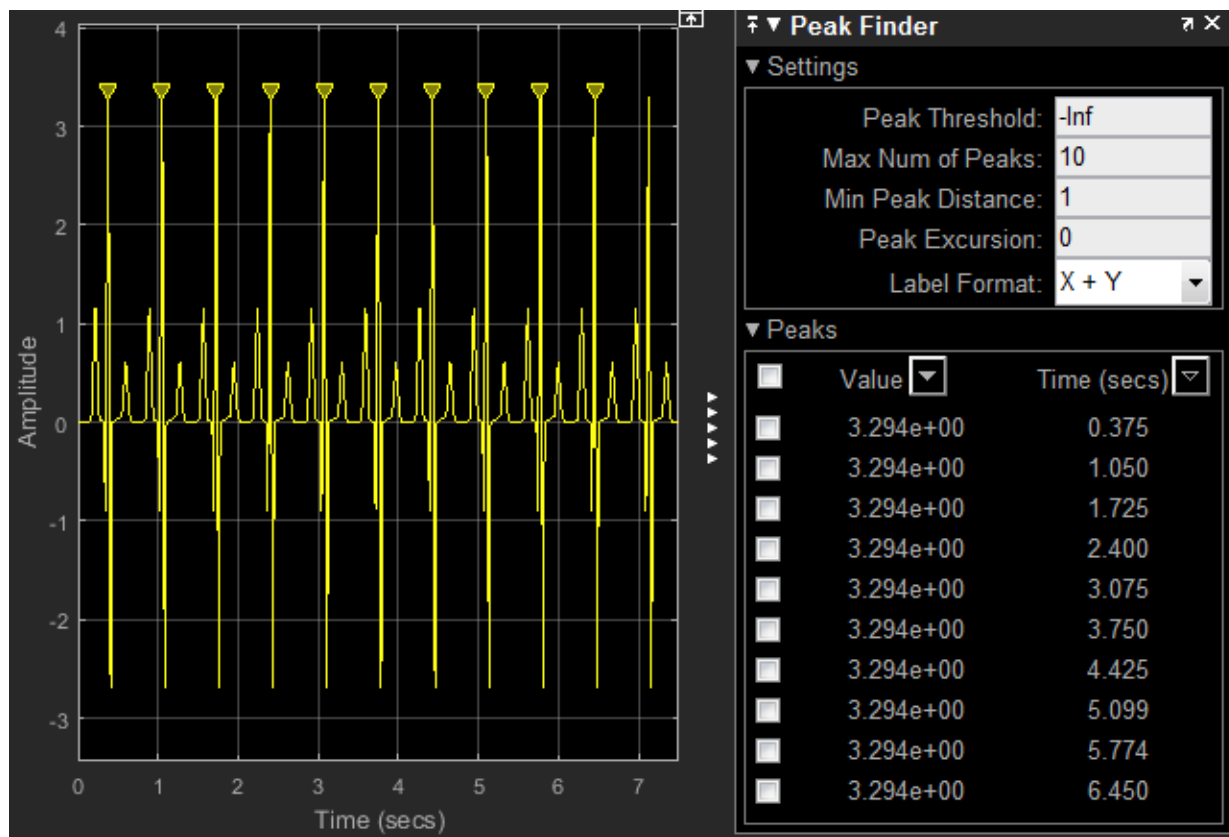 4
3
2
1
0
-1
-2
-3
Amplitude
0 1 2 3 4 5 6 7
Time (secs)
Peak Finder
Settings
Peak Threshold: -Inf
Max Num of Peaks: 10
Min Peak Distance: 1
Peak Excursion: 0
Label Format: X + Y
Peaks
Value Time (secs)
3.294e+00 0.375
3.294e+00 1.050
3.294e+00 1.725
3.294e+00 2.400
3.294e+00 3.075
3.294e+00 3.750
3.294e+00 4.425
3.294e+00 5.099
3.294e+00 5.774
3.294e+00 6.450